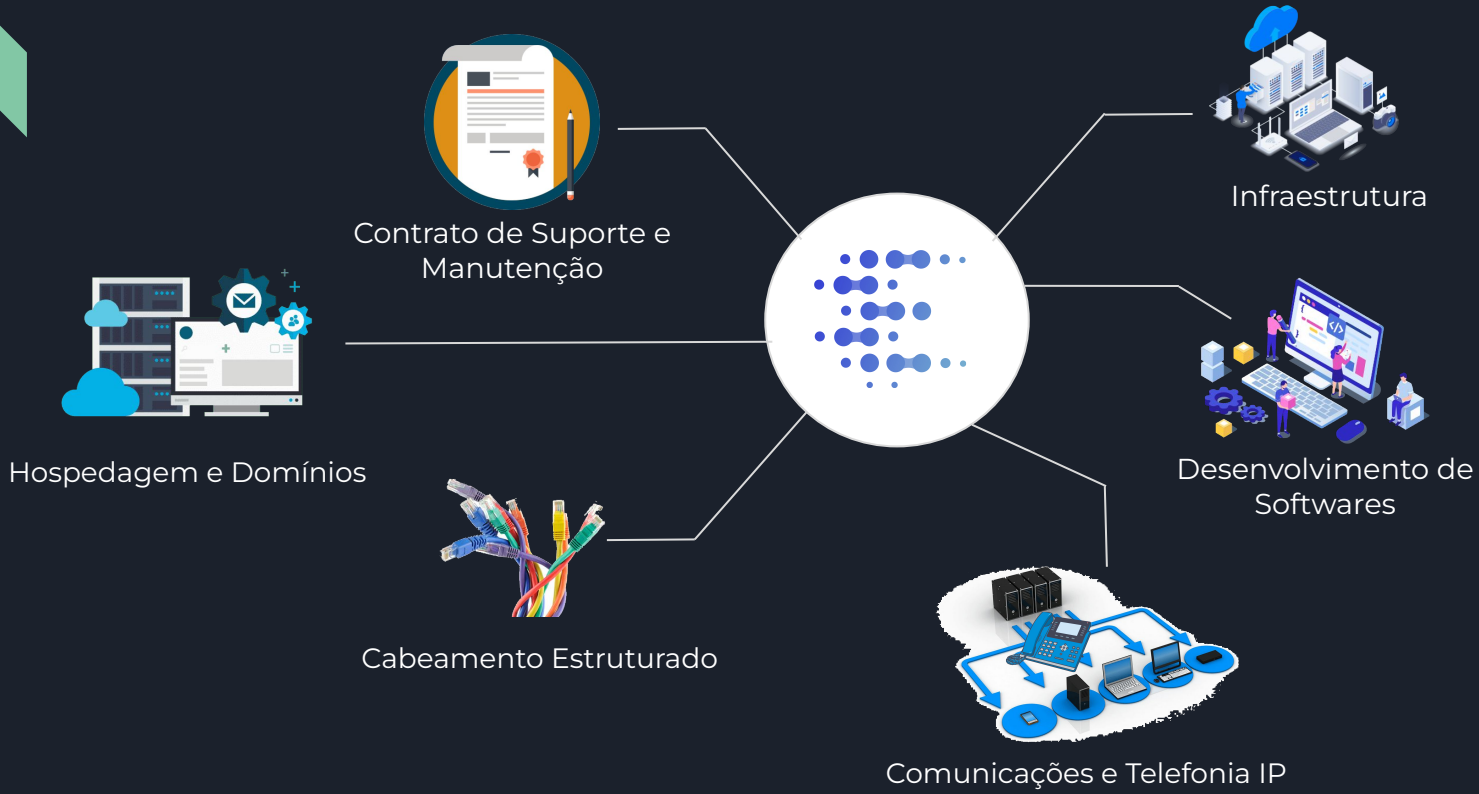 Contrato de Suporte e
Manutenção
Infraestrutura
Hospedagem e Domínios
Desenvolvimento de
Softwares
Cabeamento Estruturado
Comunicações e Telefonia IP